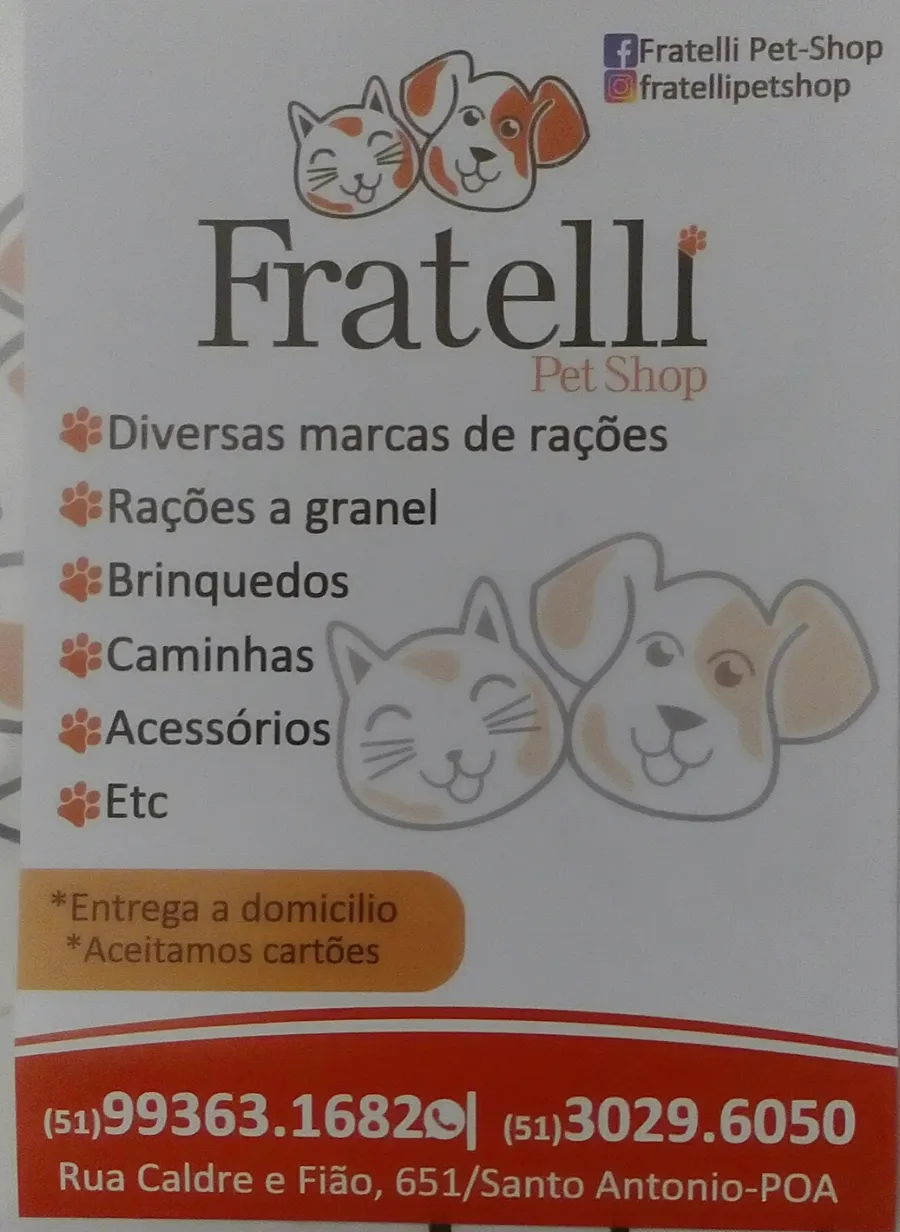 Fratelli Pet-Shop
fratellipetshop
Fratelli
Pet Shop
Diversas marcas de rações
Rações a granel
Brinquedos
Caminhas
Acessórios
Etc
*Entrega a domicilio
*Aceitamos cartões
(51)99363.1682| (51)3029.6050
Rua Caldre e Fião, 651/Santo Antonio-POA